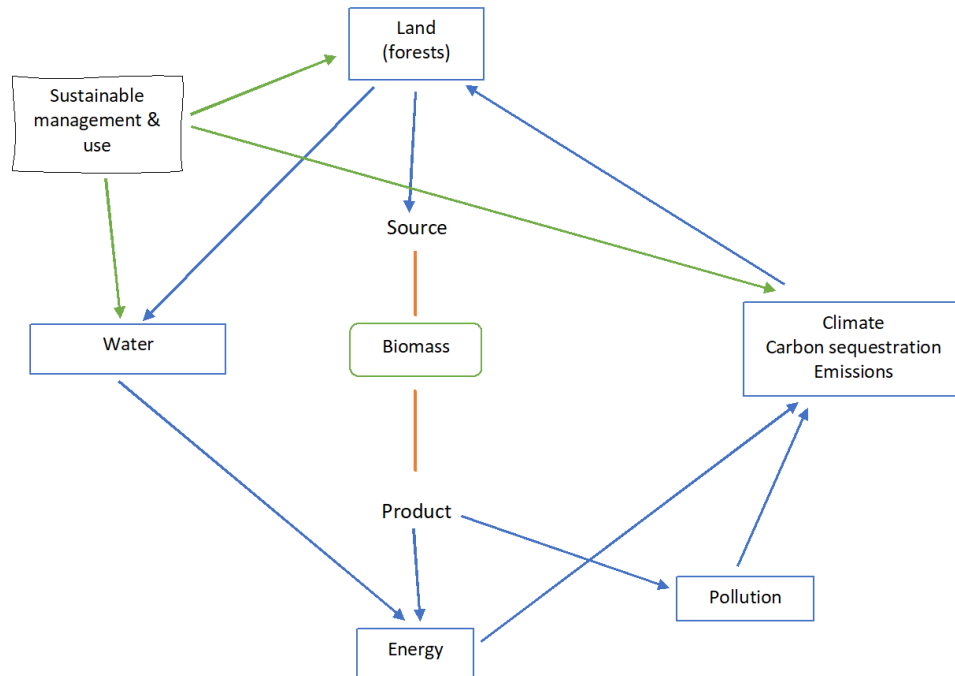 Land
(forests)
Sustainable
management &
use
Source
Water
Biomass
Climate
Carbon sequestration
Emissions
Product
Pollution
Energy